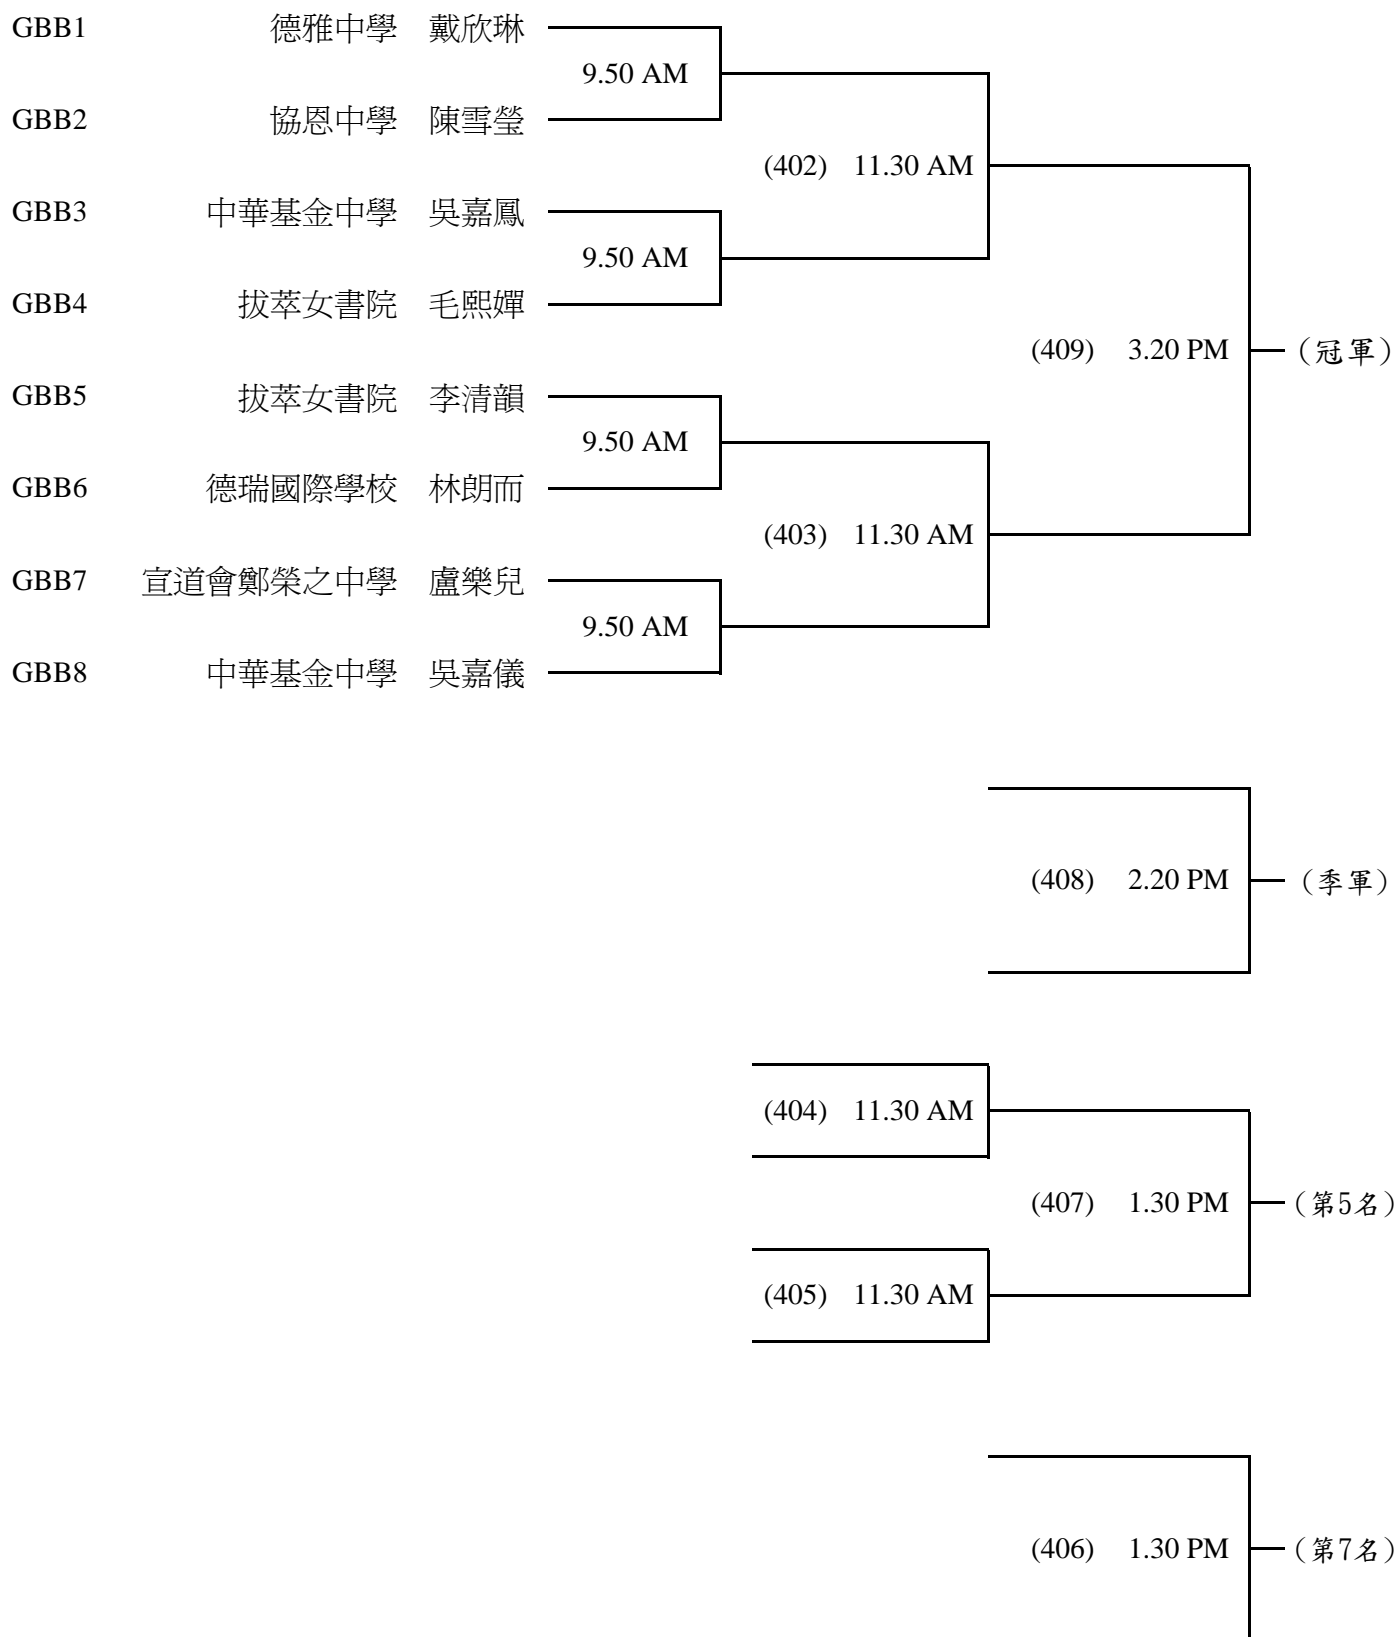 GBB1 德雅中學 戴欣琳
9.50 AM
GBB2 協恩中學 陳雪瑩
(402) 11.30 AM
GBB3 中華基金中學 吳嘉鳳
9.50 AM
GBB4 拔萃女書院 毛熙嬋
(409) 3.20 PM (冠軍)
GBB5 拔萃女書院 李清韻
9.50 AM
GBB6 德瑞國際學校 林朗而
(403) 11.30 AM
GBB7 宣道會鄭榮之中學 盧樂兒
9.50 AM
GBB8 中華基金中學 吳嘉儀
(408) 2.20 PM (季軍)
(404) 11.30 AM
(407) 1.30 PM (第5名)
(405) 11.30 AM
(406) 1.30 PM (第7名)